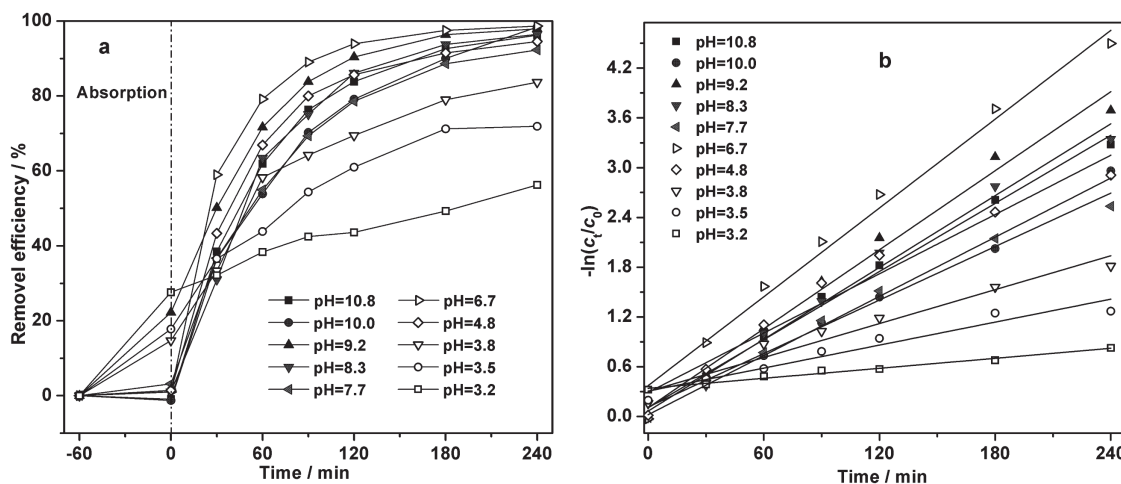 a
Absorption
Removel efficiency / %
100
80
60
40
20
0
-60
0
60
120
180
240
Time / min
pH=10.8
pH=10.0
pH=9.2
pH=8.3
pH=7.7
pH=6.7
pH=4.8
pH=3.8
pH=3.5
pH=3.2
b
-ln(ct/c0)
4.2
3.6
3.0
2.4
1.8
1.2
0.6
0.0
pH=10.8
pH=10.0
pH=9.2
pH=8.3
pH=7.7
pH=6.7
pH=4.8
pH=3.8
pH=3.5
pH=3.2
0
60
120
180
240
Time / min